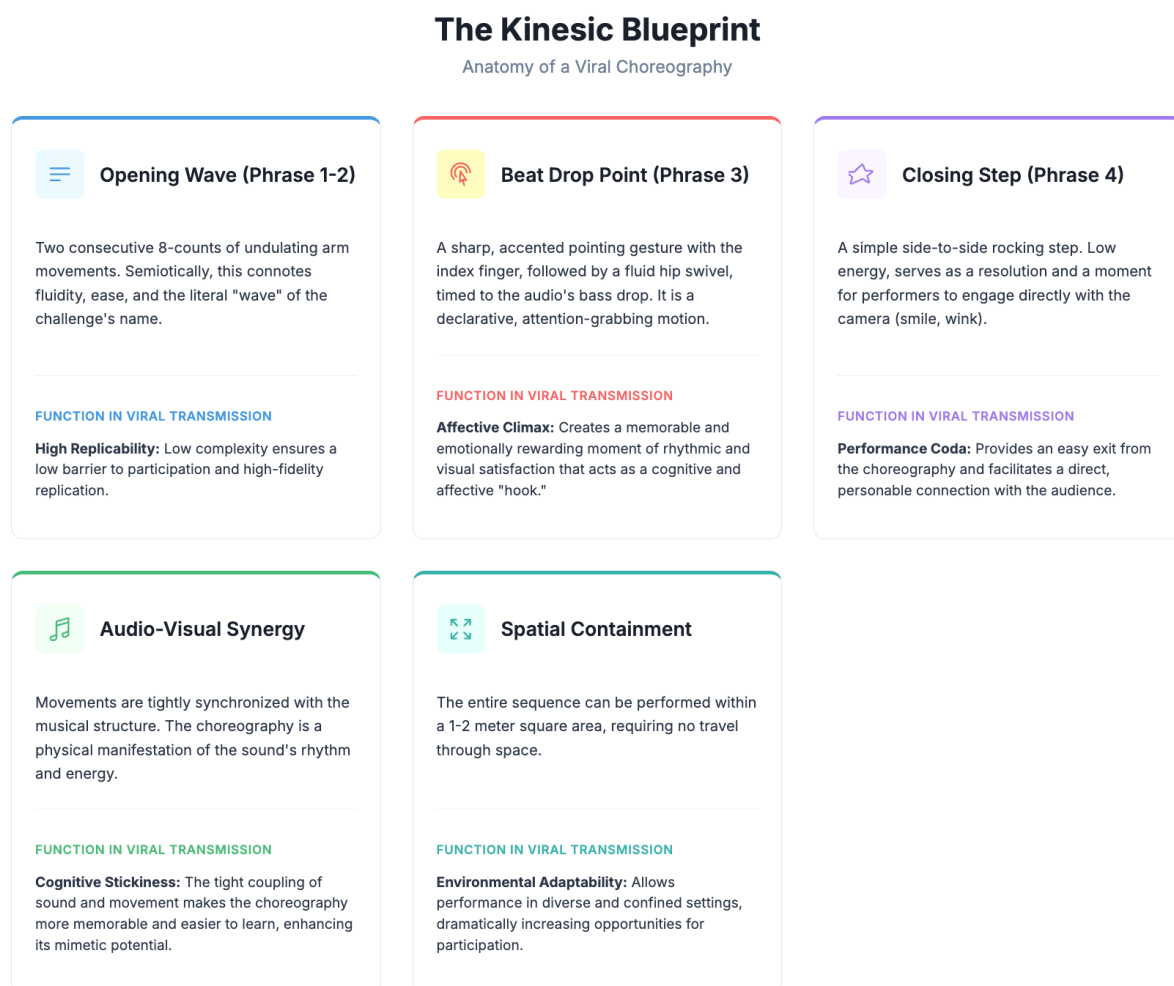 The Kinesic Blueprint
Anatomy of a Viral Choreography
Opening Wave (Phrase 1-2)
Two consecutive 8-counts of undulating arm
movements. Semiotically, this connotes
fluidity, ease, and the literal "wave" of the
challenge's name.
FUNCTION IN VIRAL TRANSMISSION
High Replicability: Low complexity ensures a
low barrier to participation and high-fidelity
replication.
Beat Drop Point (Phrase 3)
A sharp, accented pointing gesture with the
index finger, followed by a fluid hip swivel,
timed to the audio's bass drop. It is a
declarative, attention-grabbing motion.
FUNCTION IN VIRAL TRANSMISSION
Affective Climax: Creates a memorable and
emotionally rewarding moment of rhythmic and
visual satisfaction that acts as a cognitive and
affective "hook."
Closing Step (Phrase 4)
A simple side-to-side rocking step. Low
energy, serves as a resolution and a moment
for performers to engage directly with the
camera (smile, wink).
FUNCTION IN VIRAL TRANSMISSION
Performance Coda: Provides an easy exit from
the choreography and facilitates a direct,
personable connection with the audience.
Audio-Visual Synergy
Movements are tightly synchronized with the
musical structure. The choreography is a
physical manifestation of the sound's rhythm
and energy.
FUNCTION IN VIRAL TRANSMISSION
Cognitive Stickiness: The tight coupling of
sound and movement makes the choreography
more memorable and easier to learn, enhancing
its mimetic potential.
Spatial Containment
The entire sequence can be performed within
a 1-2 meter square area, requiring no travel
through space.
FUNCTION IN VIRAL TRANSMISSION
Environmental Adaptability: Allows
performance in diverse and confined settings,
dramatically increasing opportunities for
participation.